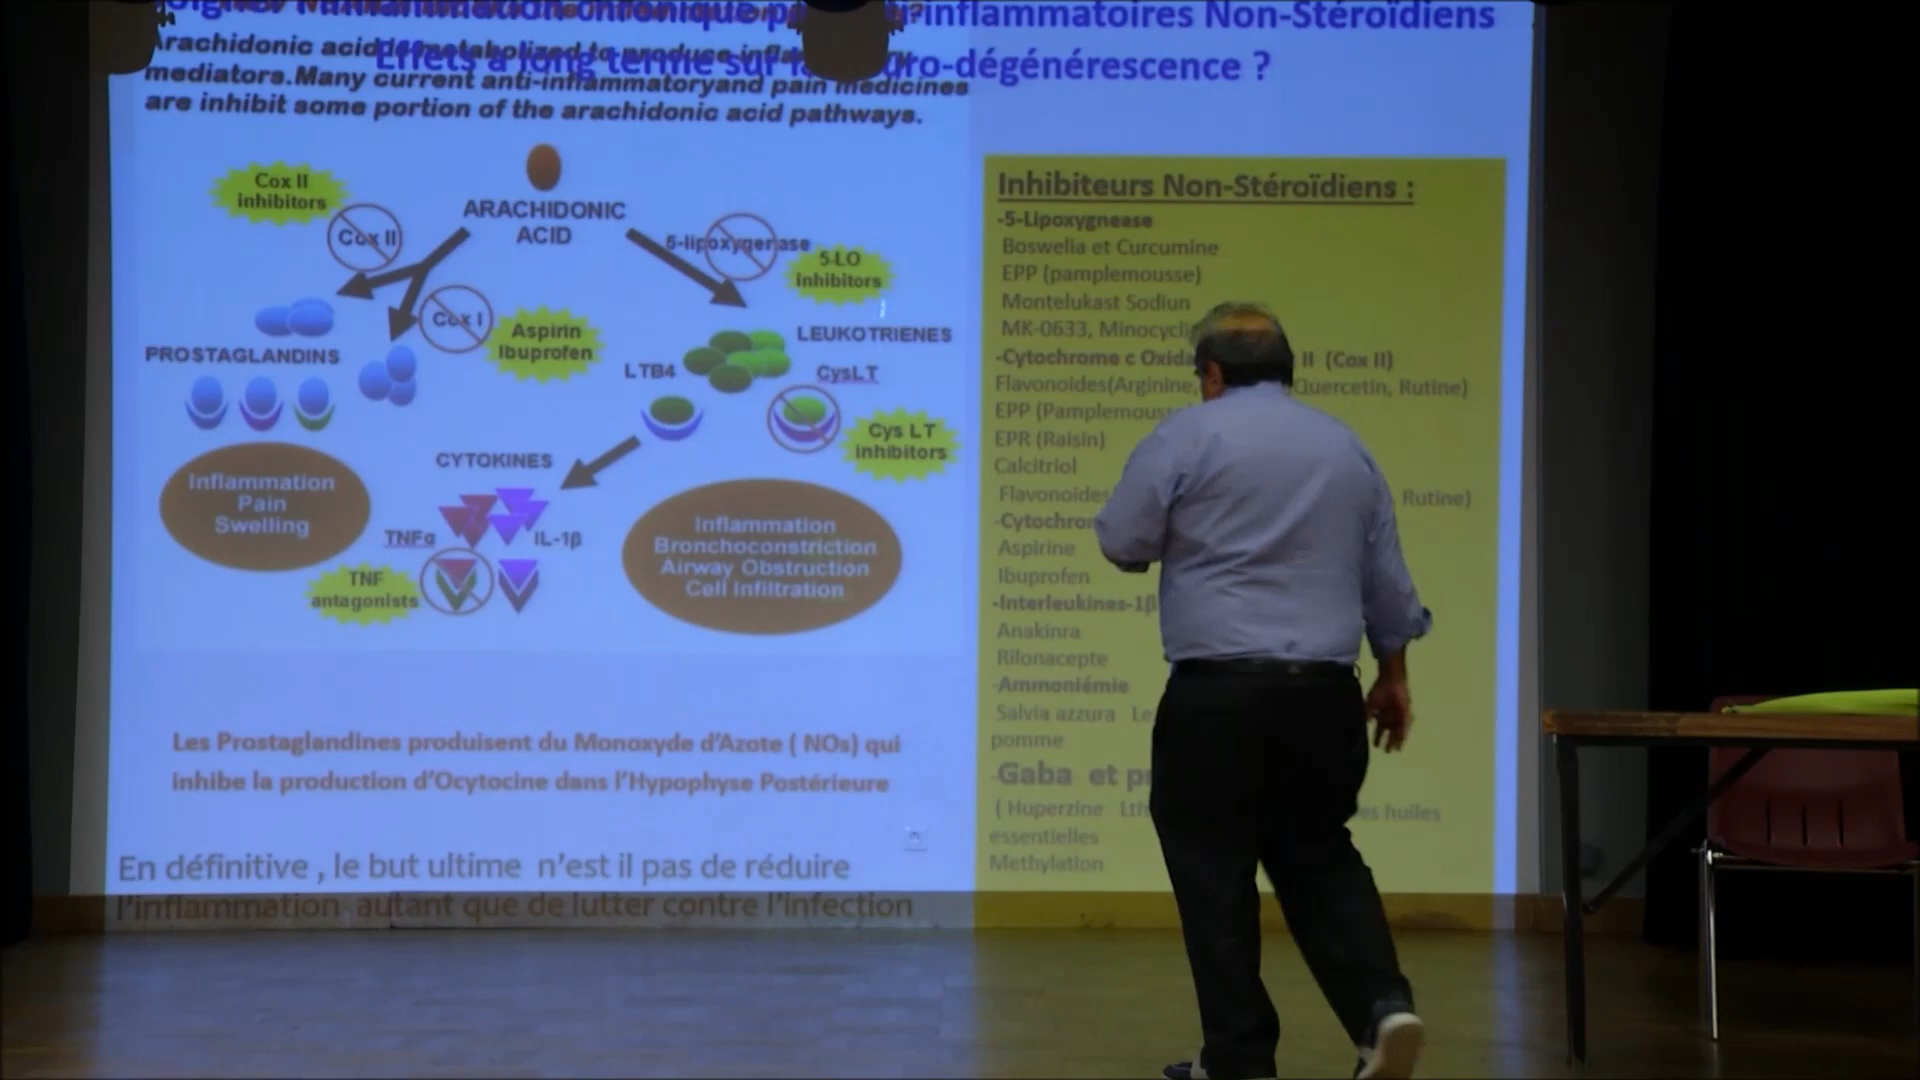 inflammatoires Non-Stéroïdiens
Effets à long terme sur dégénérescence ?
Arachidonic acid is metabolized to produce
mediators.Many current anti-inflammatoryand pain medicines
are inhibit some portion of the arachidonic acid pathways.
Cox II
inhibitors
Cox II
ARACHIDONIC
ACID
5-lipoxygenase
5-LO
inhibitors
Cox I
Aspirin
Ibuprofen
PROSTAGLANDINS
LEUKOTRIENES
LTB4
CysLT
Cys LT
inhibitors
CYTOKINES
Inflammation
Pain
Swelling
TNFα
IL-1β
TNF
antagonists
Inflammation
Bronchoconstriction
Airway Obstruction
Cell Infiltration
Les Prostaglandines produisent du Monoxyde d'Azote ( NOs) qui
inhibe la production d'Ocytocine dans l'Hypophyse Postérieure
En définitive , le but ultime n'est il pas de réduire
l'inflammation autant que de lutter contre l'infection
Inhibiteurs Non-Stéroïdiens :
-5-Lipoxygnease
Boswelia et Curcumine
EPP (pamplemousse)
Montelukast Sodiun
MK-0633,
-Cytochrome c II (Cox II)
Flavonoides(Arginine, Quercetin, Rutine)
EPP
EPR (Raisin)
Calcitriol
Flavonoides Rutine)
Aspirine
Ibuprofen
-Interleukines-1β
Anakinra
Rilonacepte
-Ammoniémie
Salvia azzura
pomme
-Gaba et
( Huperzine huiles
essentielles
Methylation